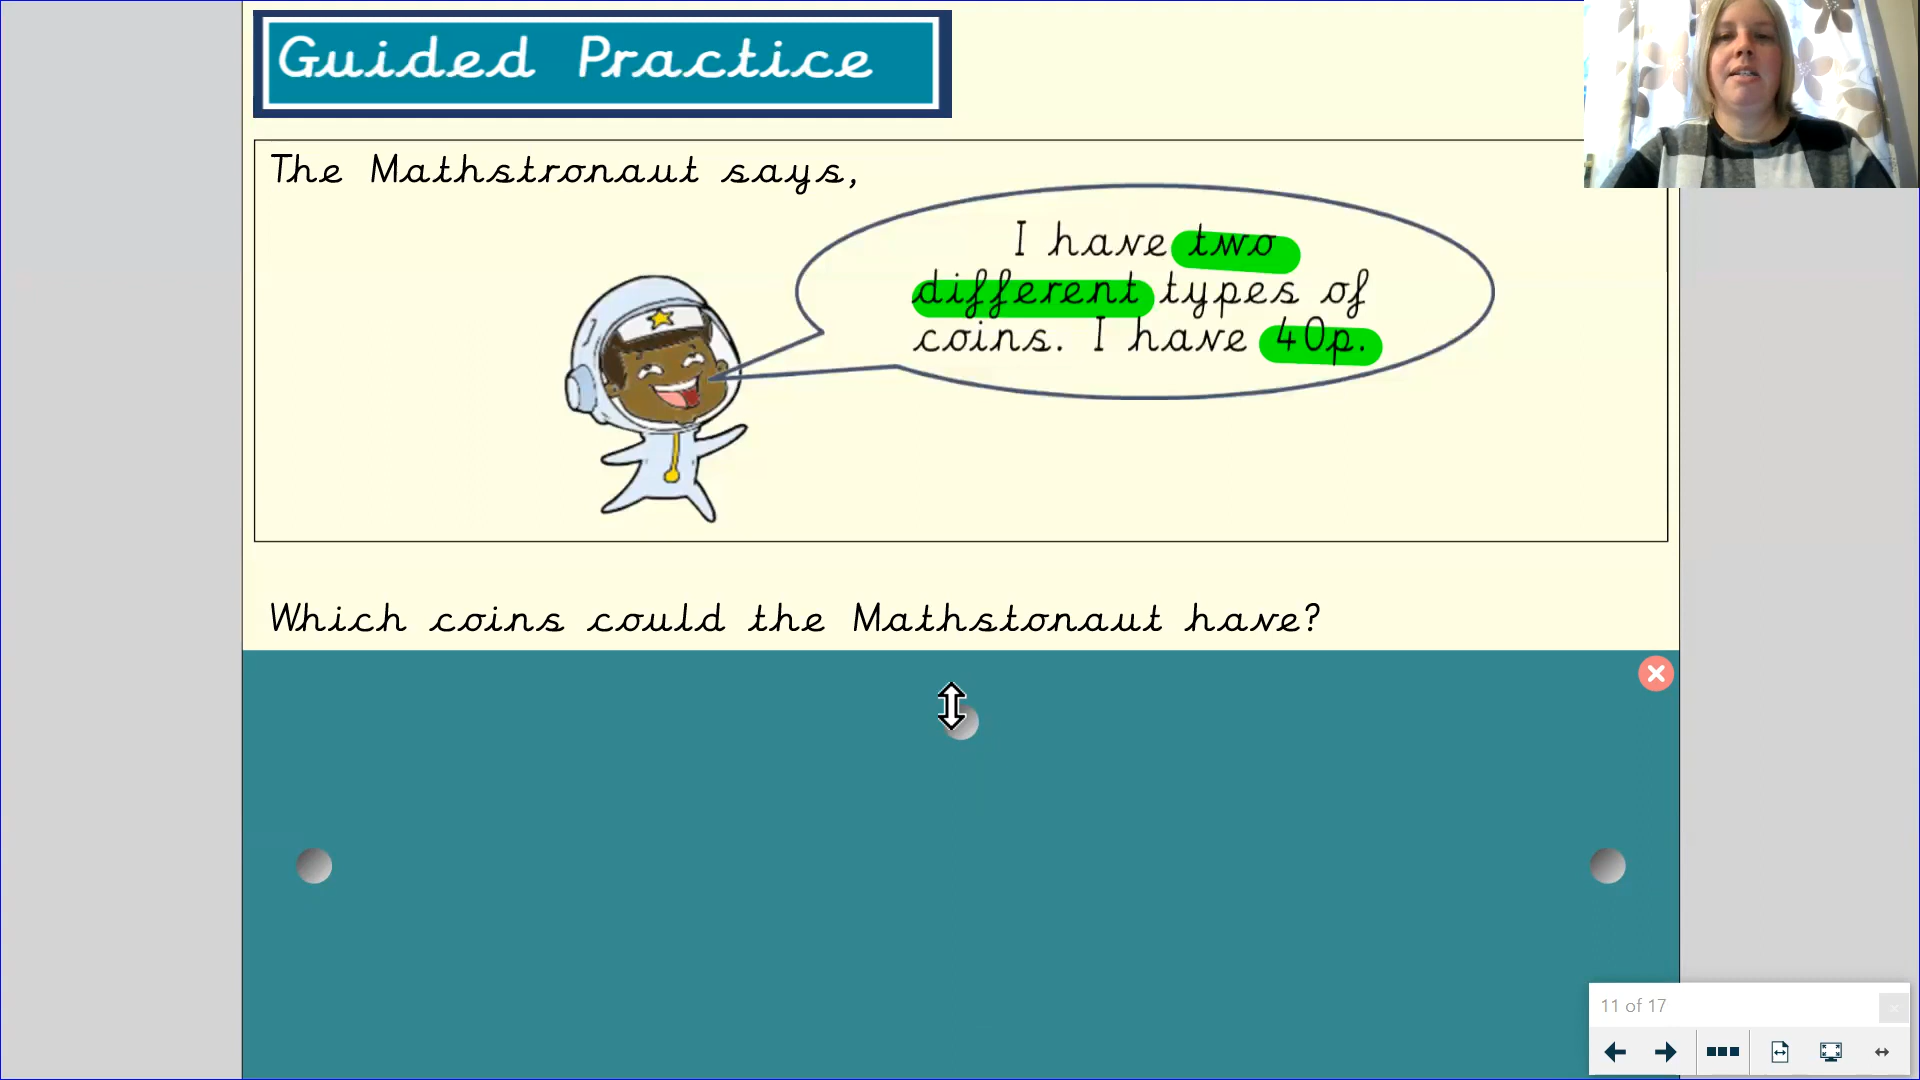 Guided Practice
The Mathstronaut says,
I have two
different types of
coins. I have 40p.
Which coins could the Mathstonaut have?
11 of 17